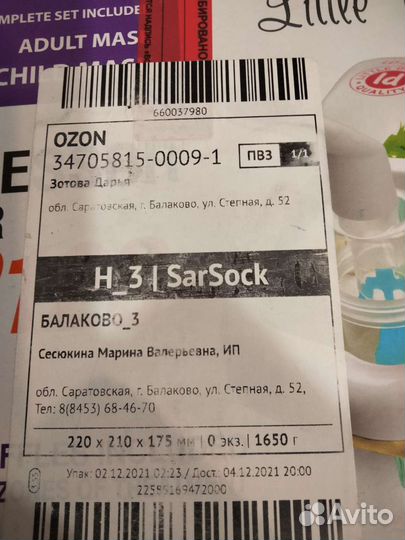 MPLETE SET INCLUDE
ADULT MAS
CHILD MAS
БИРОВАНО
QUALITY
660037980
OZON
34705815-0009-1 ПВЗ 1/1
Зотова Дарья
обл. Саратовская, г. Балаково, ул. Степная, д. 52
H_3 | SarSock
БАЛАКОВО_3
Сесюкина Марина Валерьевна, ИП
обл. Саратовская, г. Балаково, ул. Степная, д. 52,
Тел: 8(8453) 68-46-70
220 x 210 x 175 мм | 0 экз. | 1650 г
Упак: 02.12.2021 02:23 / Дост: 04.12.2021 20:00
22585169472000
Avito